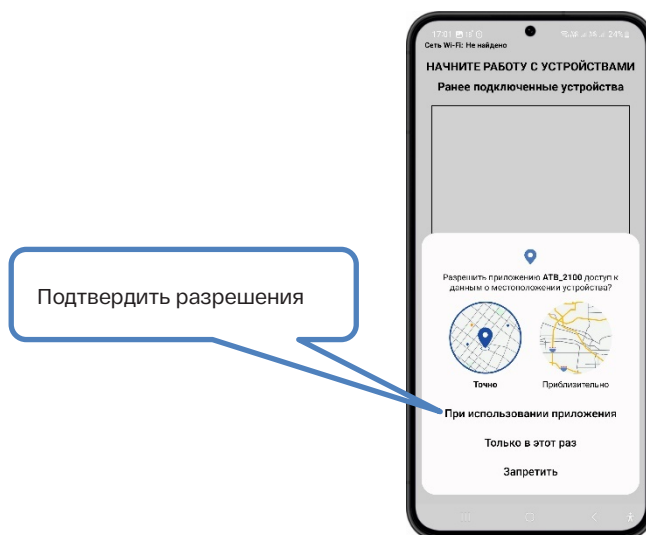 17:01
24%
Сеть Wi-Fi: Не найдено
НАЧНИТЕ РАБОТУ С УСТРОЙСТВАМИ
Ранее подключенные устройства
Подтвердить разрешения
Разрешить приложению ATB_2100 доступ к
данным о местоположении устройства?
Точно Приблизительно
При использовании приложения
Только в этот раз
Запретить